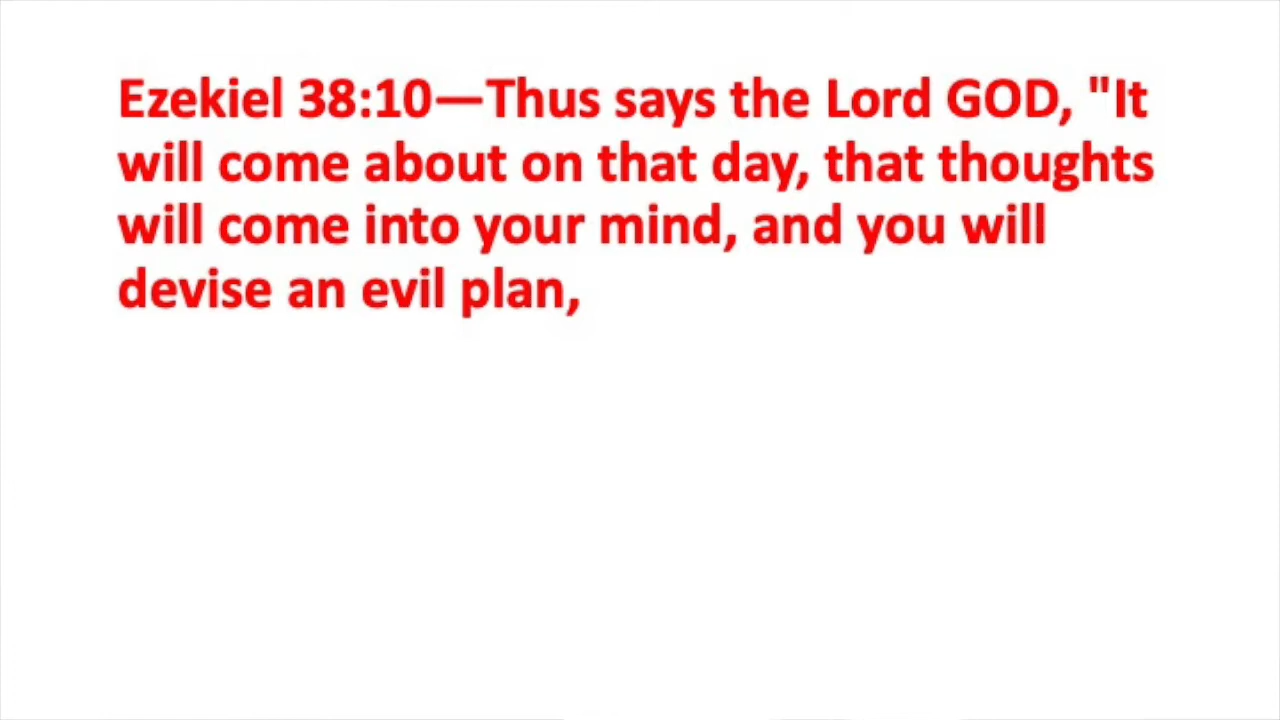 Ezekiel 38:10—Thus says the Lord GOD, "It
will come about on that day, that thoughts
will come into your mind, and you will
devise an evil plan,